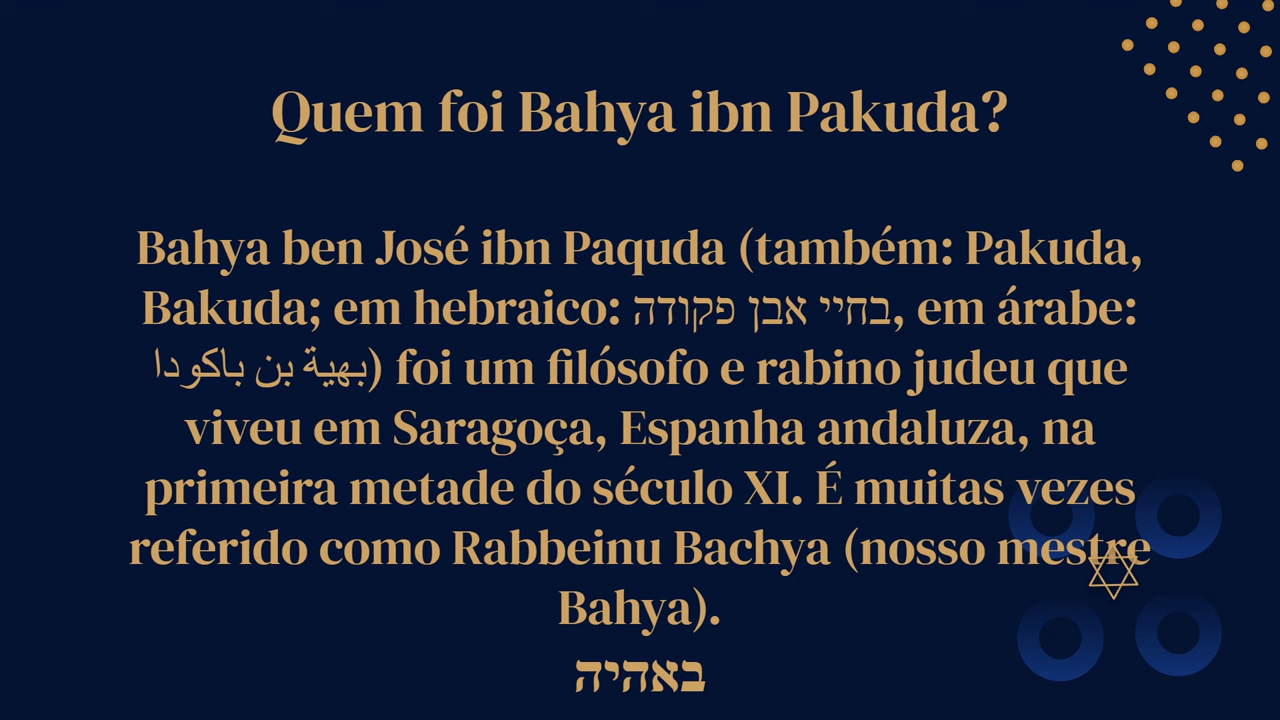 Quem foi Bahya ibn Pakuda?
Bahya ben José ibn Paquda (também: Pakuda,
Bakuda; em hebraico: בחיי אבן פקודה, em árabe:
بهية بن باكودا) foi um filósofo e rabino judeu que
viveu em Saragoça, Espanha andaluza, na
primeira metade do século XI. É muitas vezes
referido como Rabbeinu Bachya (nosso mestre
Bahya).
באהיה